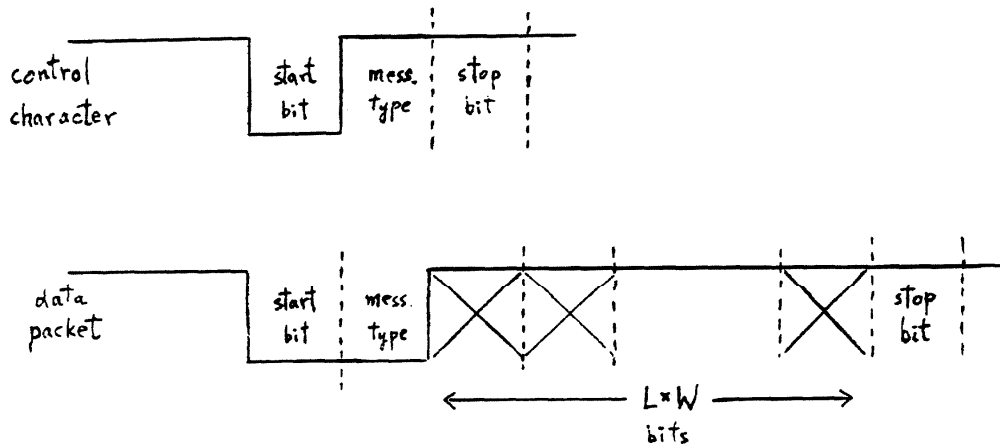 control
character
start
bit
mess.
type
stop
bit
data
packet
start
bit
mess.
type
stop
bit
L×W
bits